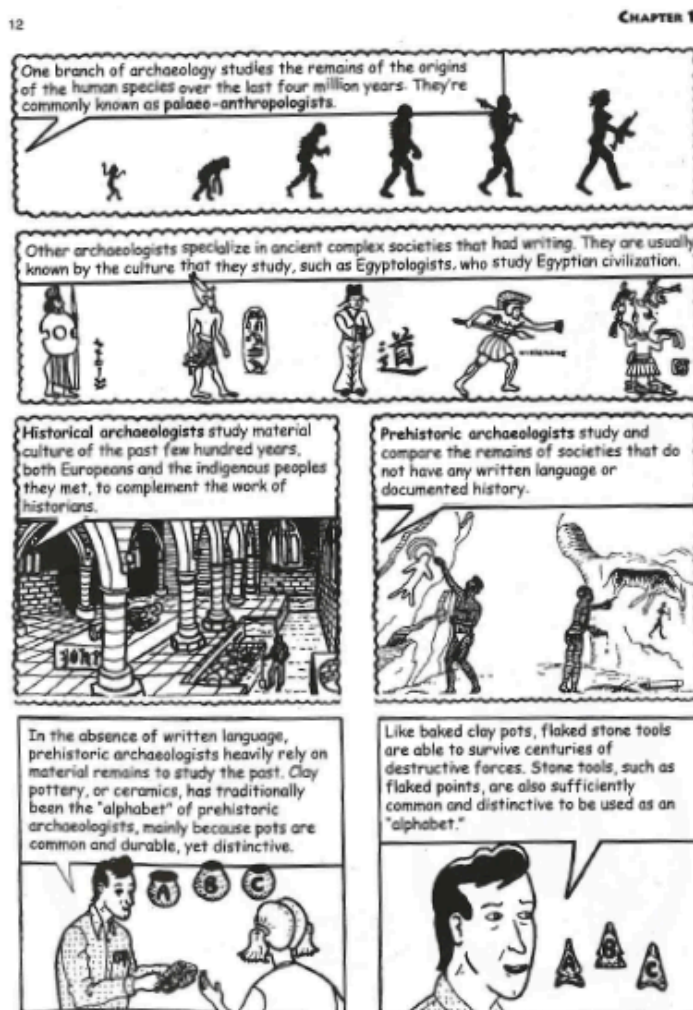 12
CHAPTER 1
One branch of archaeology studies the remains of the origins
of the human species over the last four million years. They're
commonly known as palaeo-anthropologists.
Other archaeologists specialize in ancient complex societies that had writing. They are usually
known by the culture that they study, such as Egyptologists, who study Egyptian civilization.
道
Historical archaeologists study material
culture of the past few hundred years,
both Europeans and the indigenous peoples
they met, to complement the work of
historians.
Prehistoric archaeologists study and
compare the remains of societies that do
not have any written language or
documented history.
In the absence of written language,
prehistoric archaeologists heavily rely on
material remains to study the past. Clay
pottery, or ceramics, has traditionally
been the "alphabet" of prehistoric
archaeologists, mainly because pots are
common and durable, yet distinctive.
A B C
Like baked clay pots, flaked stone tools
are able to survive centuries of
destructive forces. Stone tools, such as
flaked points, are also sufficiently
common and distinctive to be used as an
"alphabet."
A B C